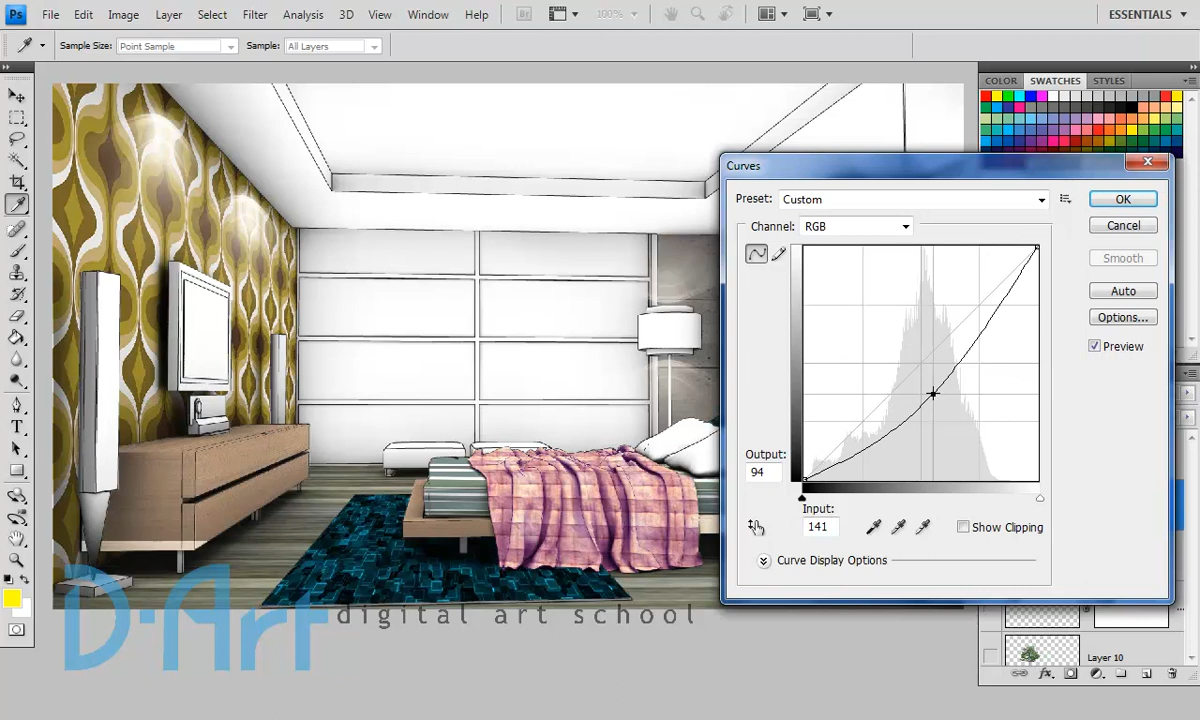 Ps File Edit Image Layer Select Filter Analysis 3D View Window Help Br 100% ESSENTIALS
Sample Size: Point Sample Sample: All Layers
COLOR SWATCHES STYLES
Curves
Preset: Custom OK
Channel: RGB Cancel
Smooth
Auto
Options...
Preview
Output:
94
Input:
141
Show Clipping
Curve Display Options
D·Art digital art school
Layer 10